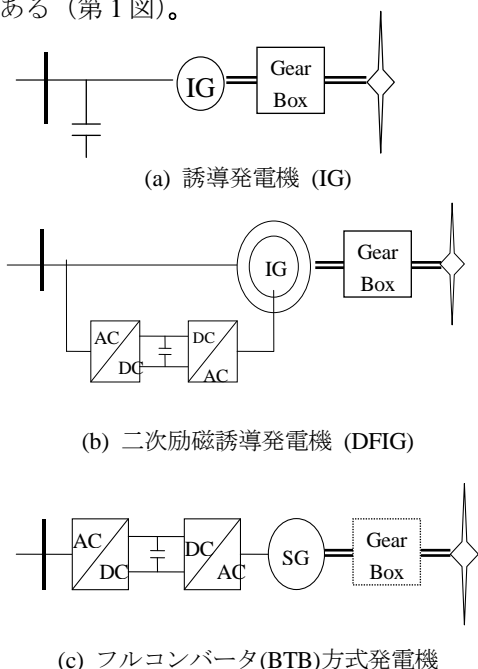 ある（第 1 図）。
IG
Gear
Box
(a) 誘導発電機 (IG)
IG
Gear
Box
AC
DC
DC
AC
(b) 二次励磁誘導発電機 (DFIG)
AC
DC
DC
AC
SG
Gear
Box
(c) フルコンバータ(BTB)方式発電機